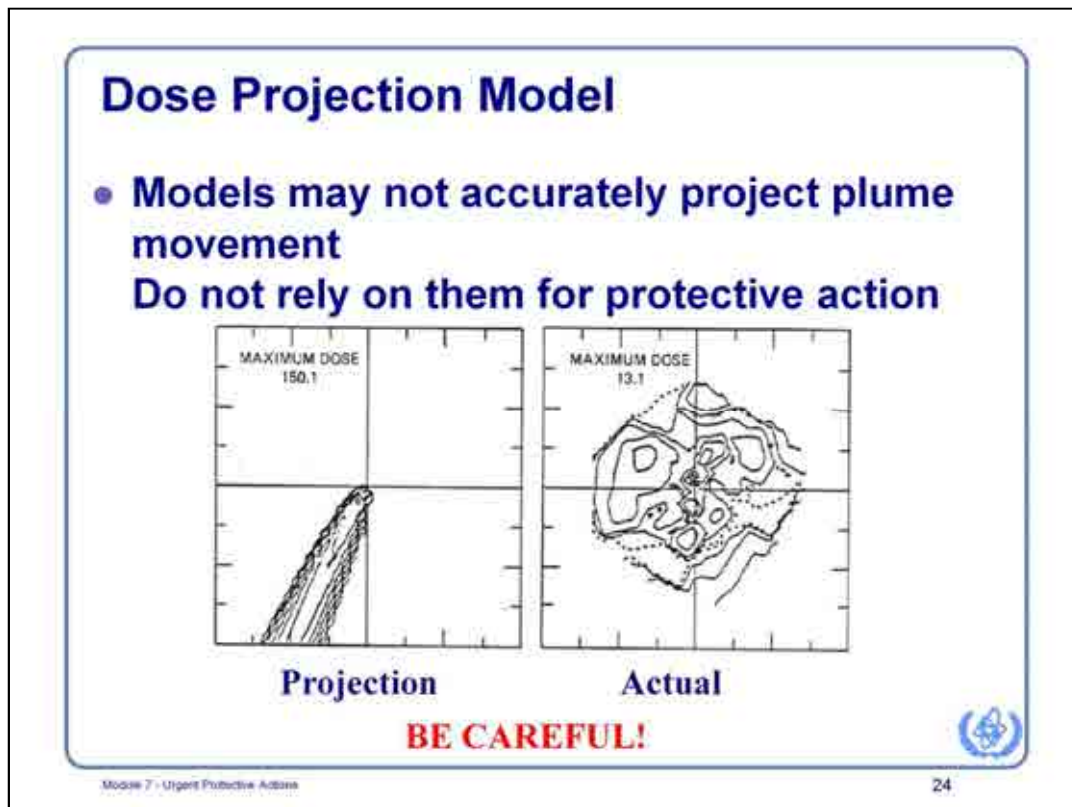 Dose Projection Model
● Models may not accurately project plume
movement
Do not rely on them for protective action
MAXIMUM DOSE
150.1
MAXIMUM DOSE
13.1
Projection
Actual
BE CAREFUL!
Module 7 - Urgent Protective Actions
24